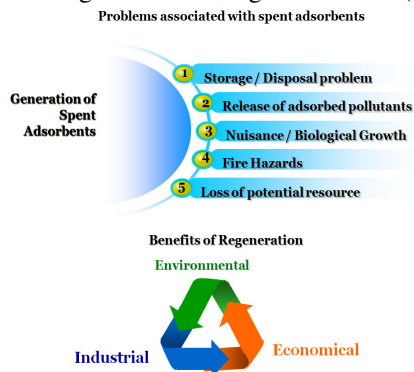 Problems associated with spent adsorbents
1 Storage / Disposal problem
Generation of
Spent
Adsorbents
2 Release of adsorbed pollutants
3 Nuisance / Biological Growth
4 Fire Hazards
5 Loss of potential resource
Benefits of Regeneration
Environmental
Industrial
Economical